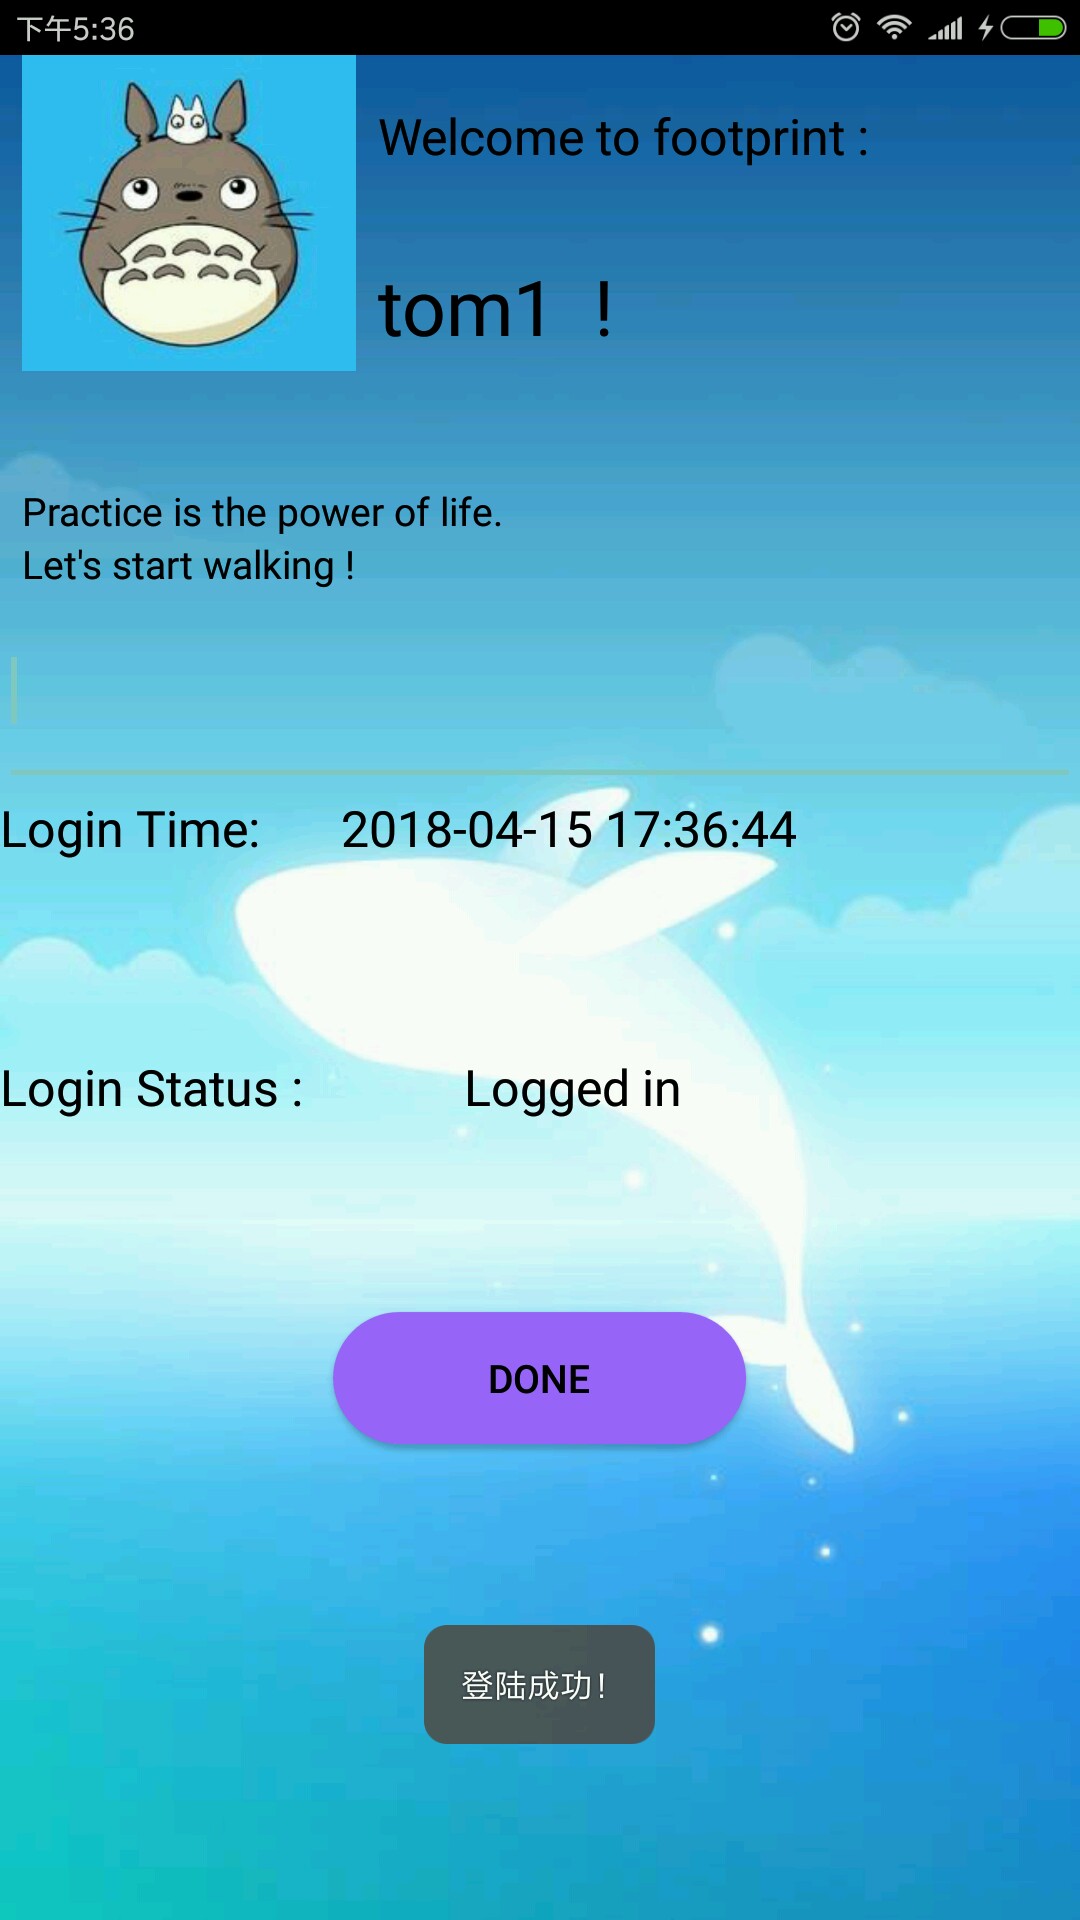 下午5:36
Welcome to footprint :
tom1  !
Practice is the power of life.
Let's start walking !
Login Time: 2018-04-15 17:36:44
Login Status : Logged in
DONE
登陆成功!